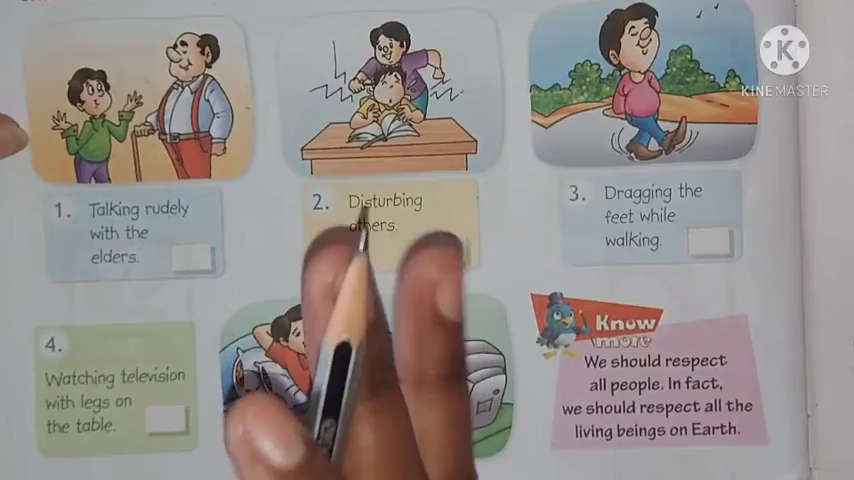 KINEMASTER
1. Talking rudely
with the
elders.
2. Disturbing
others.
3. Dragging the
feet while
walking.
4.
Watching television
with legs on
the table.
Know
more
We should respect
all people. In fact,
we should respect all the
living beings on Earth.